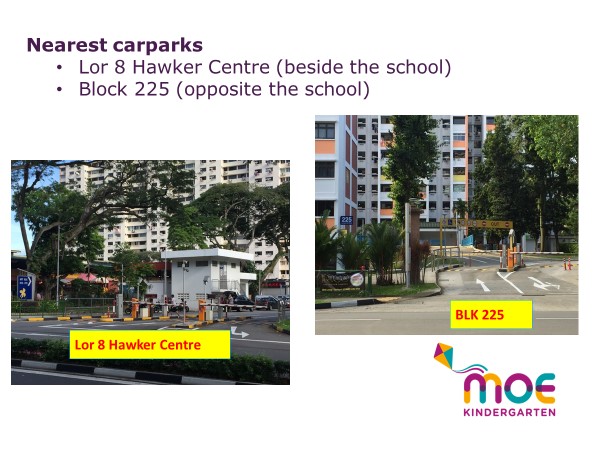 Nearest carparks
• Lor 8 Hawker Centre (beside the school)
• Block 225 (opposite the school)
225
Lor 8 Hawker Centre
BLK 225
moe
KINDERGARTEN